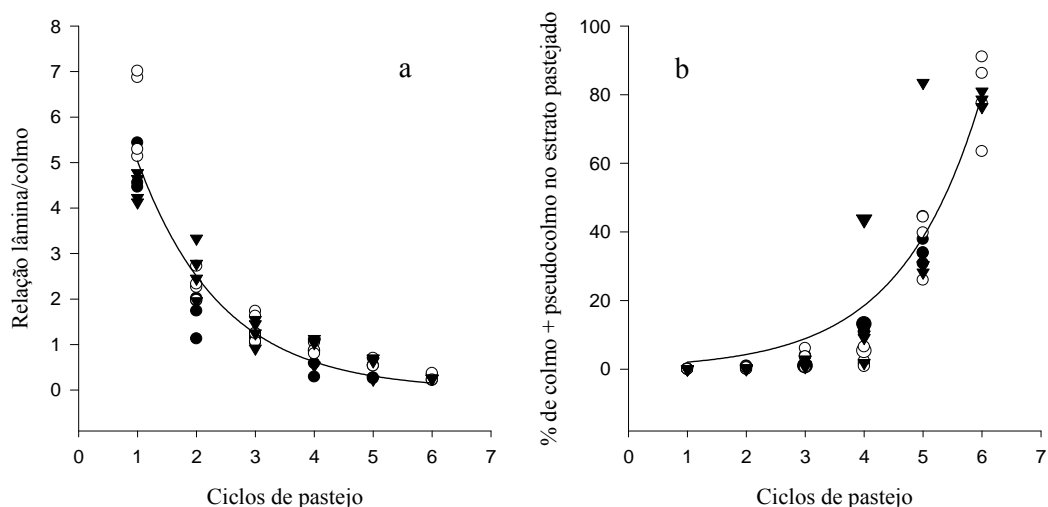 a
Relação lâmina/colmo
8
7
6
5
4
3
2
1
0
0 1 2 3 4 5 6 7
Ciclos de pastejo
b
% de colmo + pseudocolmo no estrato pastejado
100
80
60
40
20
0
0 1 2 3 4 5 6 7
Ciclos de pastejo